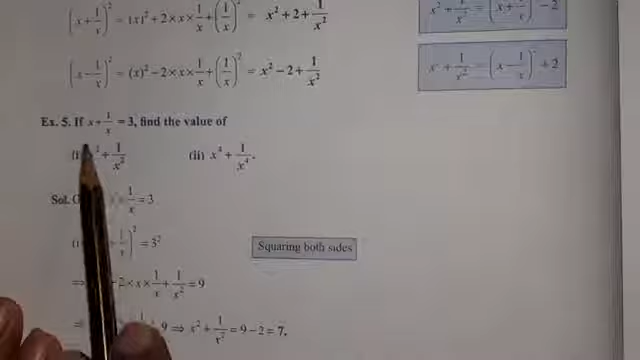 (x + 1/x)² = (x)² + 2 × x × 1/x + (1/x)² = x² + 2 + 1/x²
x² + 1/x² = (x + 1/x)² − 2
(x − 1/x)² = (x)² − 2 × x × 1/x + (1/x)² = x² − 2 + 1/x²
x² + 1/x² = (x − 1/x)² + 2
Ex. 5. If x + 1/x = 3, find the value of
(i) + 1/x² (ii) x⁴ + 1/x⁴.
Sol. 1/x = 3
1/x)² = 3²
Squaring both sides
⇒ 2 × x × 1/x + 1/x² = 9
⇒ 9 ⇒ x² + 1/x² = 9 − 2 = 7.